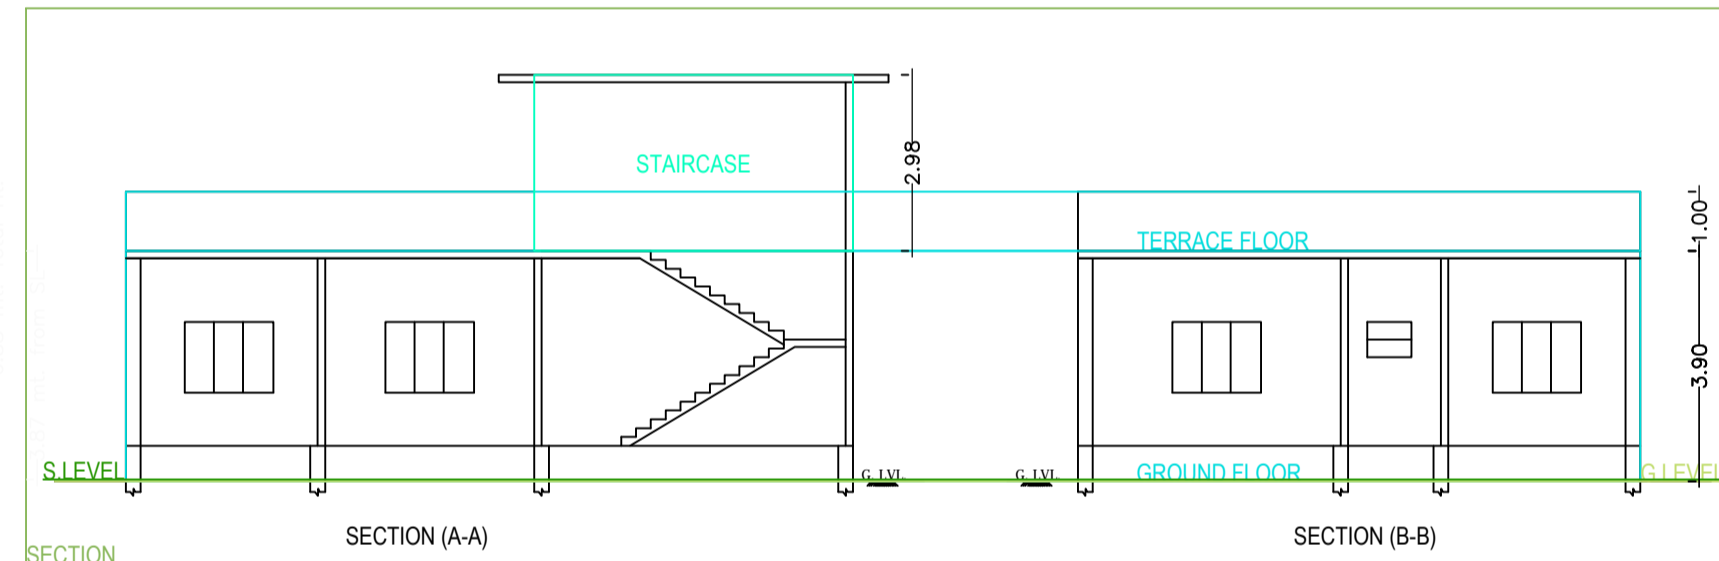 STAIRCASE
2.98
TERRACE FLOOR
1.00
3.90
S.LEVEL
G. LVL.
G. LVL.
GROUND FLOOR
G.LEVEL
SECTION (A-A)
SECTION (B-B)
SECTION